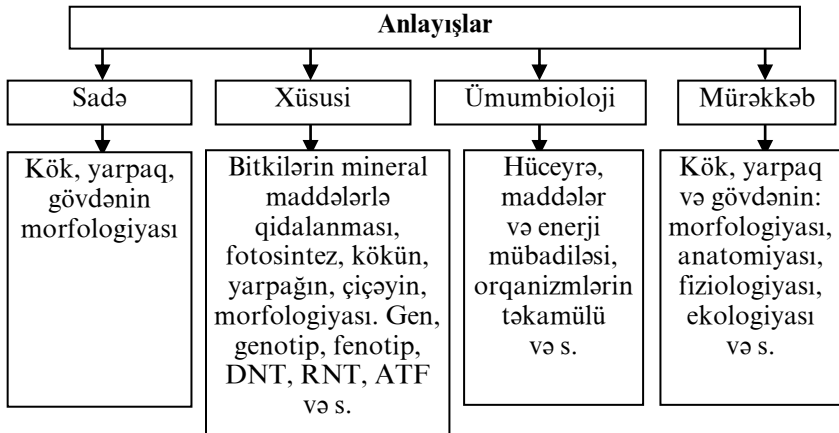 Anlayışlar
Sadə
Xüsusi
Ümumbioloji
Mürəkkəb
Kök, yarpaq,
gövdənin
morfologiyası
Bitkilərin mineral
maddələrlə
qidalanması,
fotosintez, kökün,
yarpağın, çiçəyin,
morfologiyası. Gen,
genotip, fenotip,
DNT, RNT, ATF
və s.
Hüceyrə,
maddələr
və enerji
mübadiləsi,
orqanizmlərin
təkamülü
və s.
Kök, yarpaq
və gövdənin:
morfologiyası,
anatomiyası,
fiziologiyası,
ekologiyası
və s.